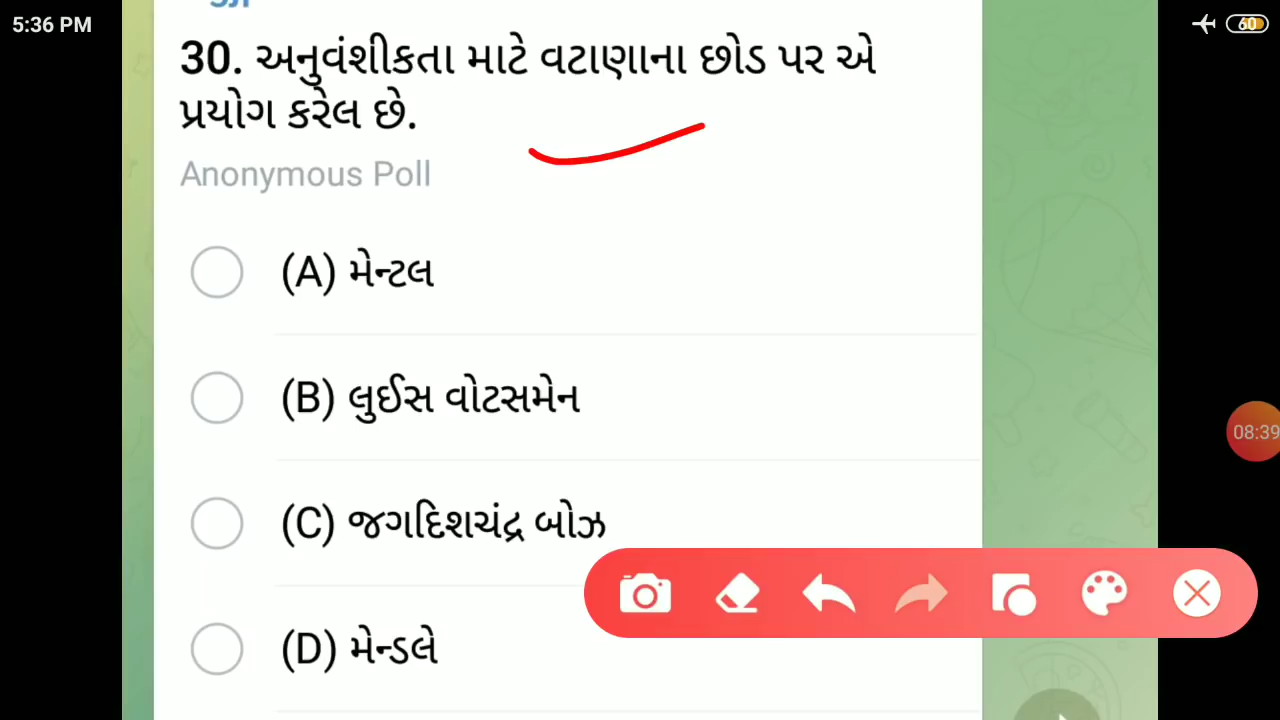 5:36 PM
60
30. અનુવંશીકતા માટે વટાણાના છોડ પર એ
પ્રયોગ કરેલ છે.
Anonymous Poll
(A) મેન્ટલ
(B) લુઈસ વોટસમેન
(C) જગદિશચંદ્ર બોઝ
(D) મેન્ડલે
08:39